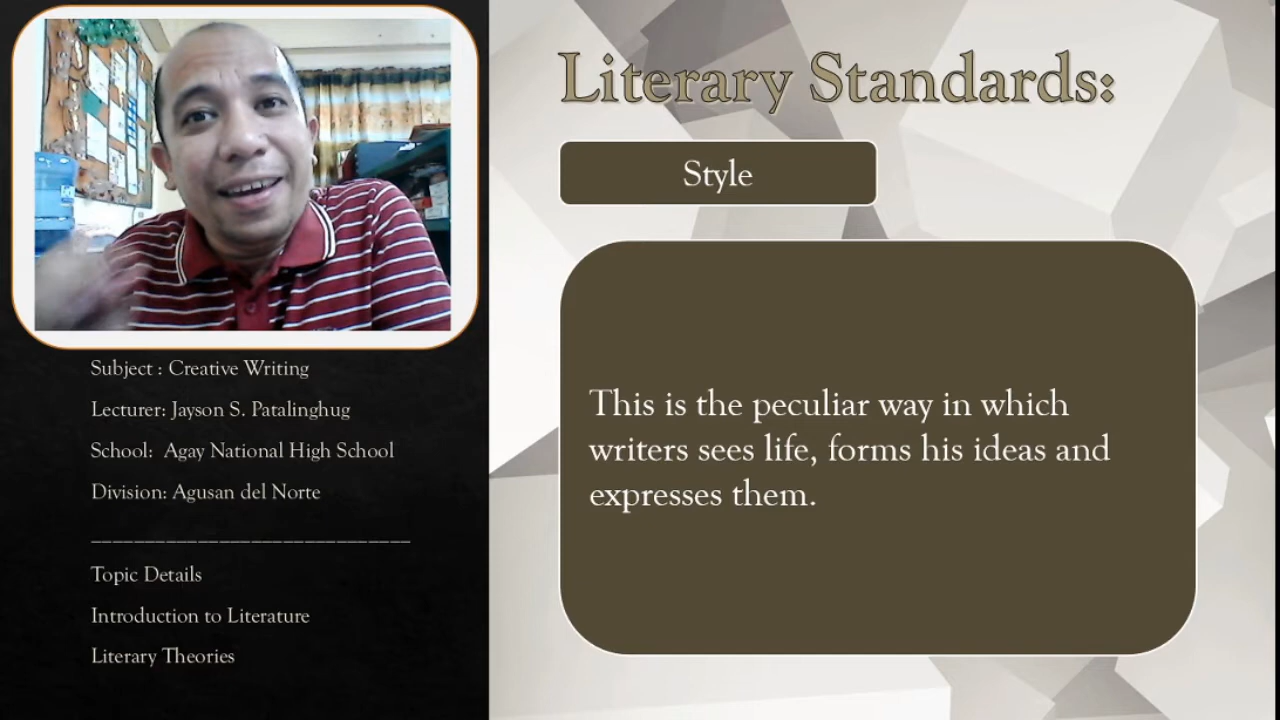 Subject : Creative Writing
Lecturer: Jayson S. Patalinghug
School:  Agay National High School
Division: Agusan del Norte
_____________________________
Topic Details
Introduction to Literature
Literary Theories
Literary Standards:
Style
This is the peculiar way in which
writers sees life, forms his ideas and
expresses them.